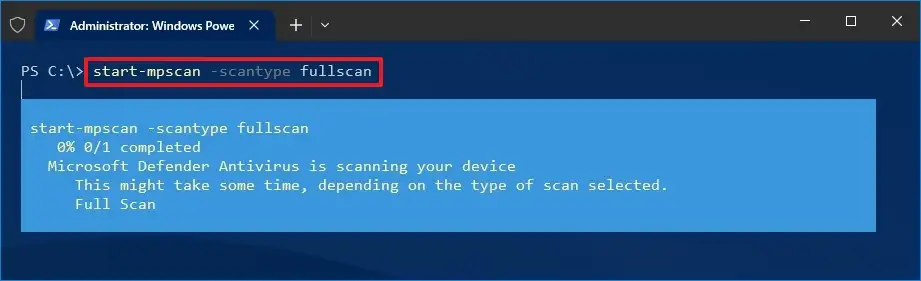 Administrator: Windows Powe
PS C:\> start-mpscan -scantype fullscan
start-mpscan -scantype fullscan
0% 0/1 completed
Microsoft Defender Antivirus is scanning your device
This might take some time, depending on the type of scan selected.
Full Scan